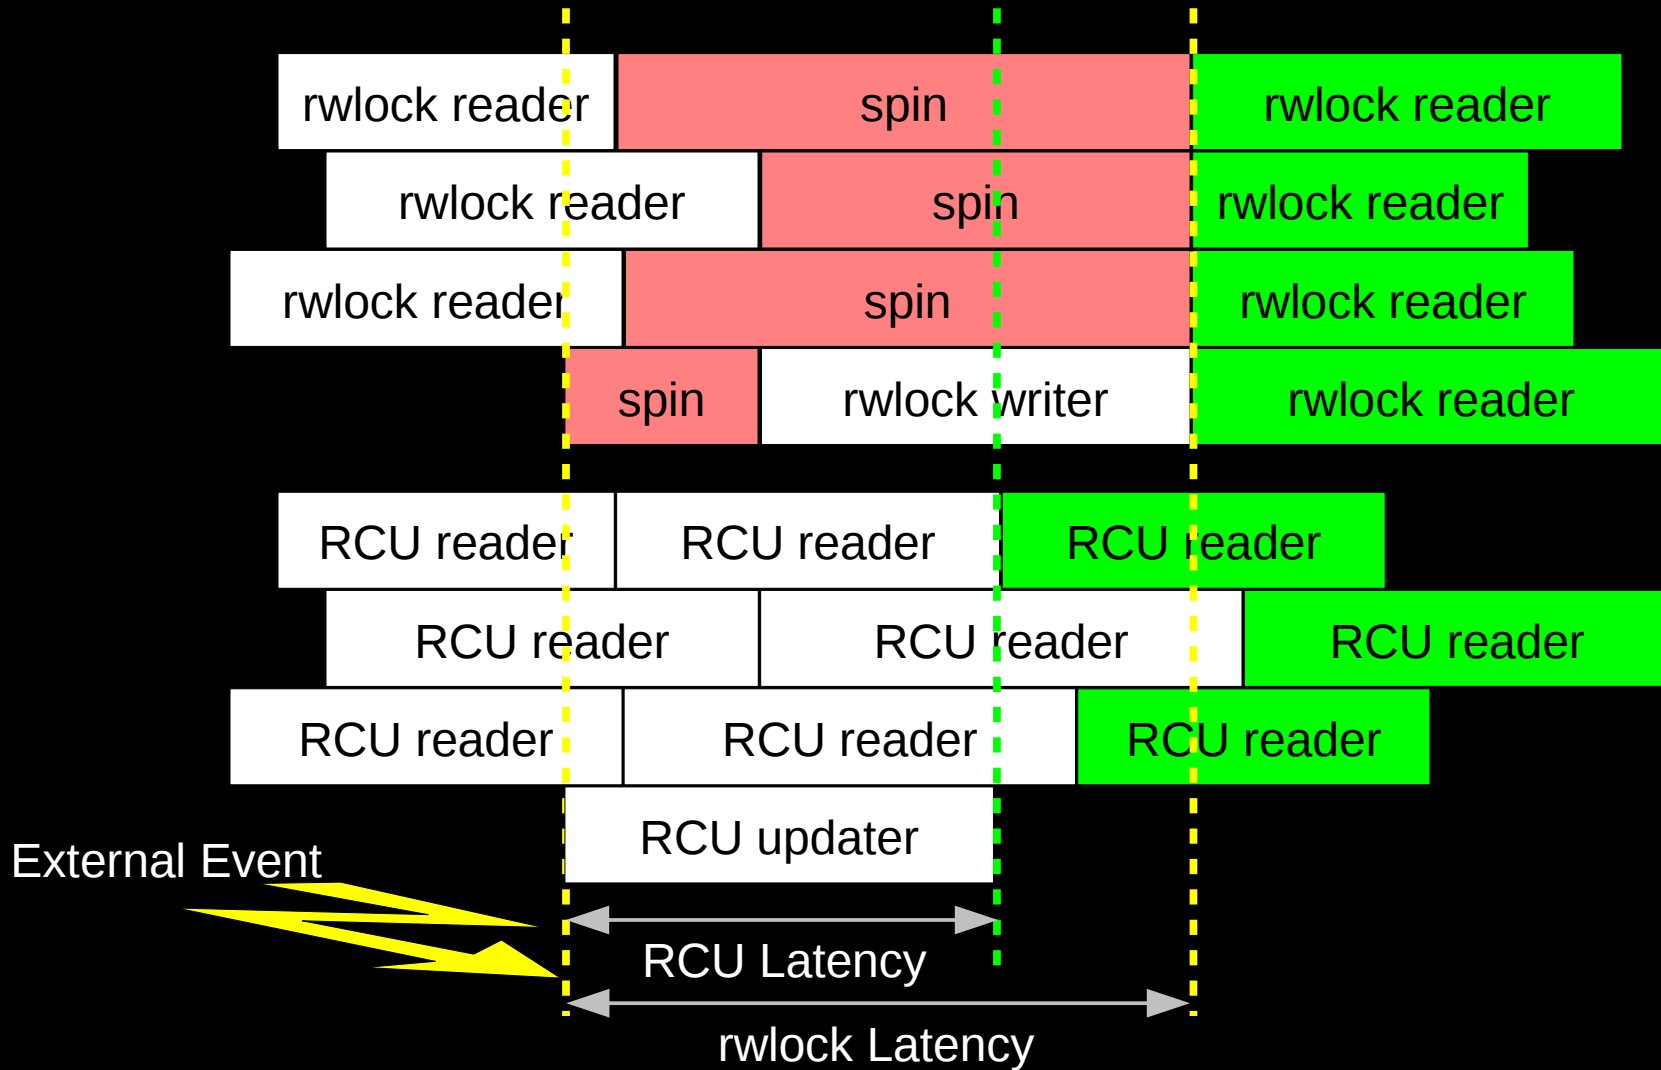 rwlock reader spin rwlock reader
rwlock reader spin rwlock reader
rwlock reader spin rwlock reader
spin rwlock writer rwlock reader
RCU reader RCU reader RCU reader
RCU reader RCU reader RCU reader
RCU reader RCU reader RCU reader
RCU updater
External Event
RCU Latency
rwlock Latency